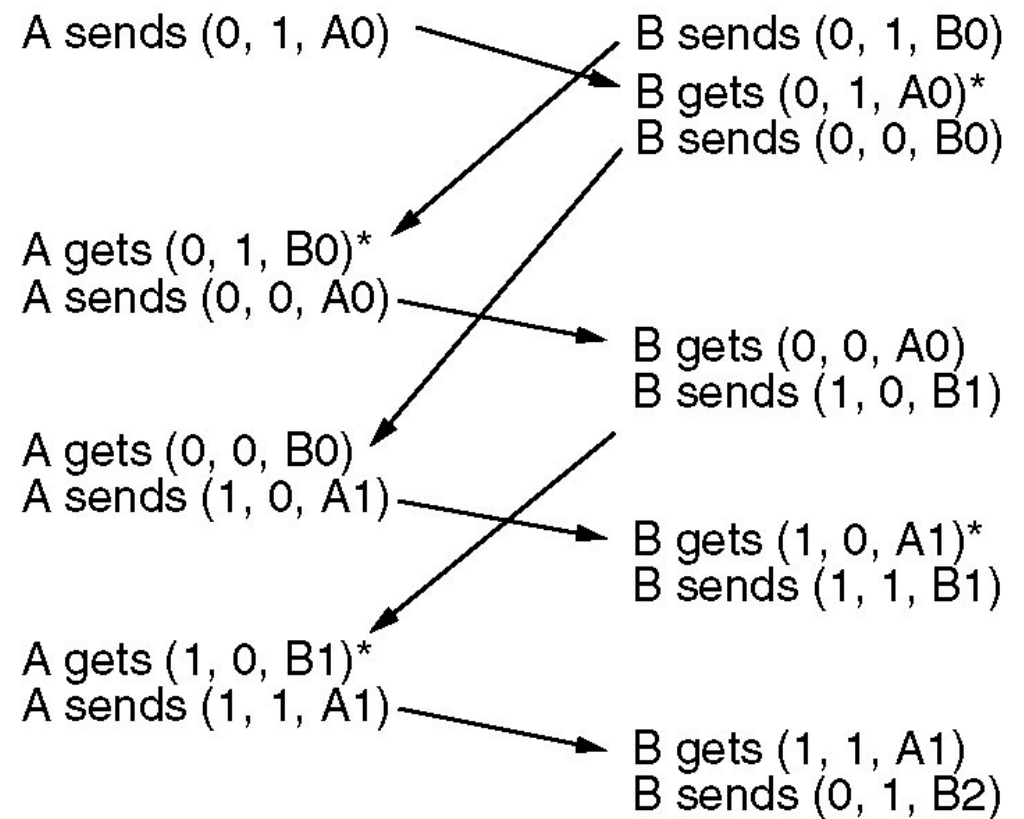 A sends (0, 1, A0)
B sends (0, 1, B0)
B gets (0, 1, A0)*
B sends (0, 0, B0)
A gets (0, 1, B0)*
A sends (0, 0, A0)
B gets (0, 0, A0)
B sends (1, 0, B1)
A gets (0, 0, B0)
A sends (1, 0, A1)
B gets (1, 0, A1)*
B sends (1, 1, B1)
A gets (1, 0, B1)*
A sends (1, 1, A1)
B gets (1, 1, A1)
B sends (0, 1, B2)